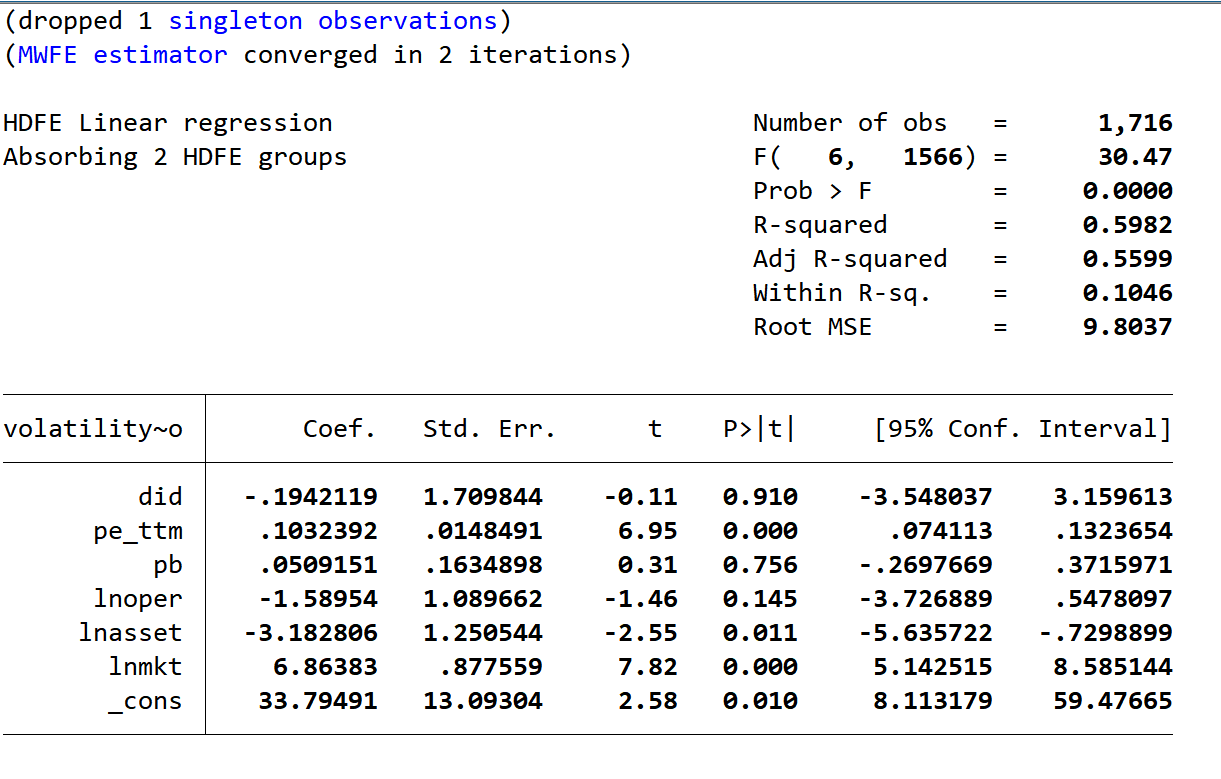 (dropped 1 singleton observations)
(MWFE estimator converged in 2 iterations)
HDFE Linear regression Number of obs = 1,716
Absorbing 2 HDFE groups F( 6, 1566) = 30.47
Prob > F = 0.0000
R-squared = 0.5982
Adj R-squared = 0.5599
Within R-sq. = 0.1046
Root MSE = 9.8037
volatility~o Coef. Std. Err. t P>|t| [95% Conf. Interval]
did -.1942119 1.709844 -0.11 0.910 -3.548037 3.159613
pe_ttm .1032392 .0148491 6.95 0.000 .074113 .1323654
pb .0509151 .1634898 0.31 0.756 -.2697669 .3715971
lnoper -1.58954 1.089662 -1.46 0.145 -3.726889 .5478097
lnasset -3.182806 1.250544 -2.55 0.011 -5.635722 -.7298899
lnmkt 6.86383 .877559 7.82 0.000 5.142515 8.585144
_cons 33.79491 13.09304 2.58 0.010 8.113179 59.47665